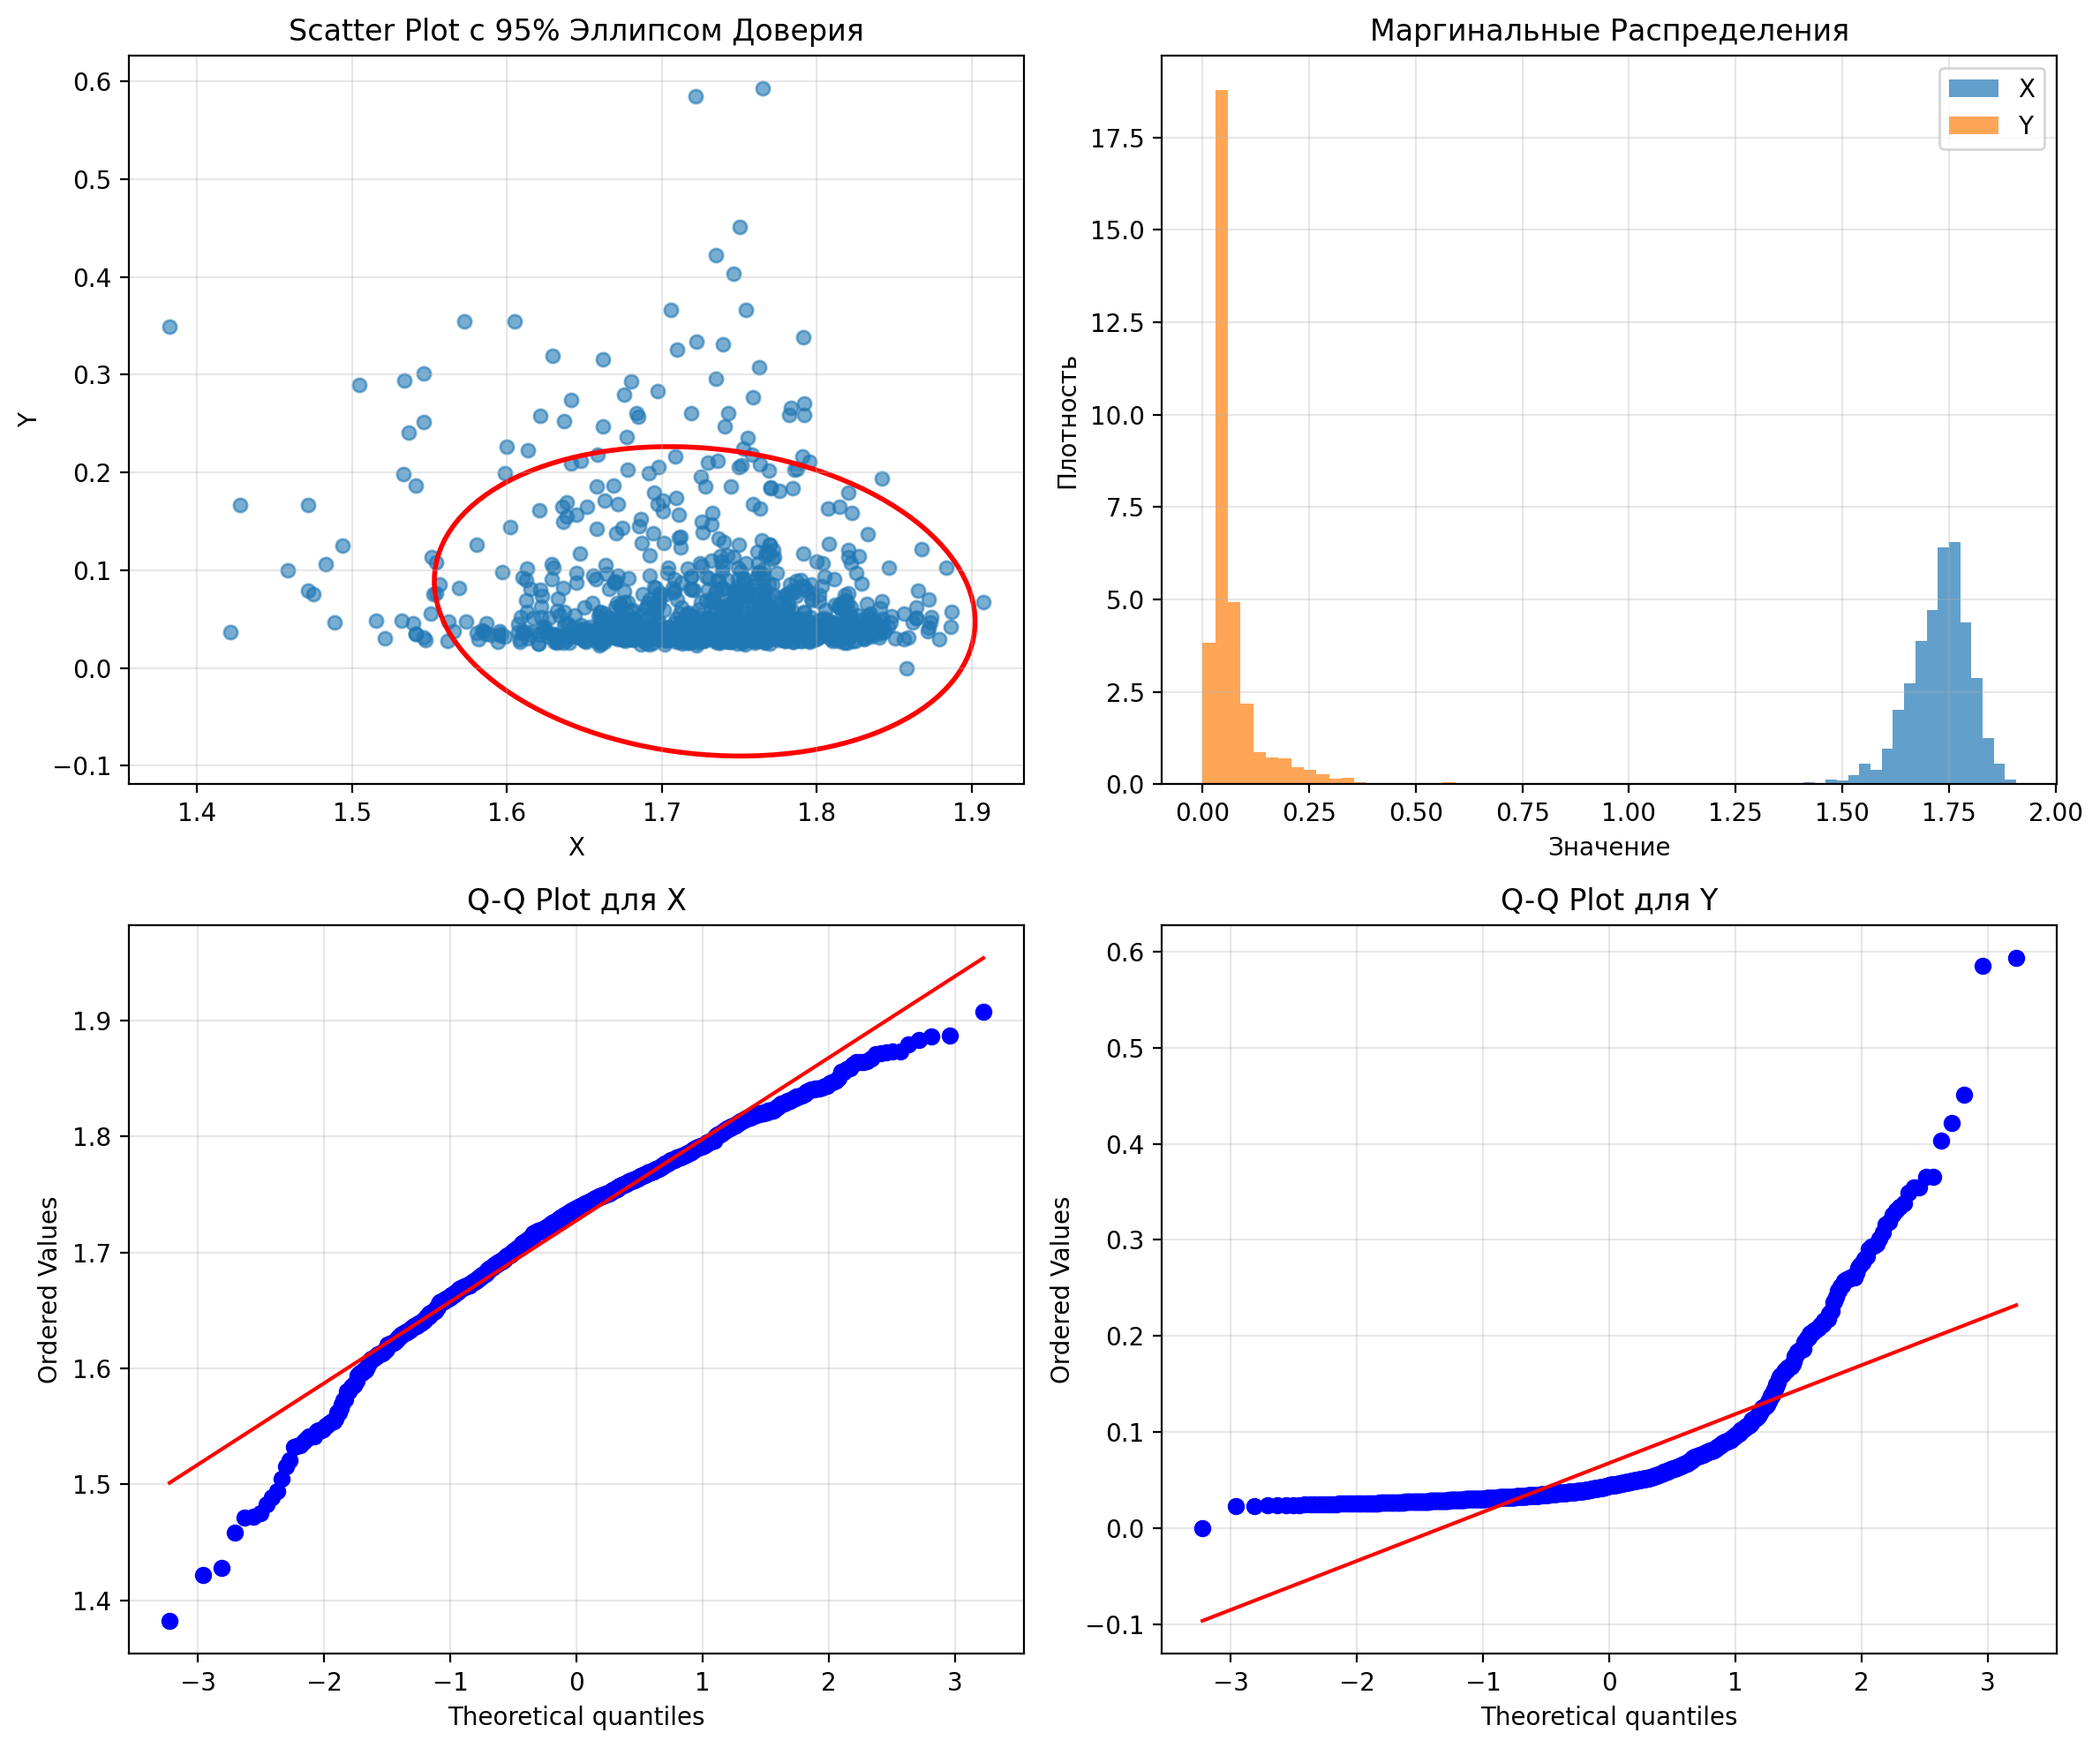 Scatter Plot с 95% Эллипсом Доверия
0.6
0.5
0.4
0.3
0.2
0.1
0.0
−0.1
Y
1.4 1.5 1.6 1.7 1.8 1.9
X
Маргинальные Распределения
X
Y
17.5
15.0
12.5
10.0
7.5
5.0
2.5
0.0
Плотность
0.00 0.25 0.50 0.75 1.00 1.25 1.50 1.75 2.00
Значение
Q-Q Plot для X
1.9
1.8
1.7
1.6
1.5
1.4
Ordered Values
−3 −2 −1 0 1 2 3
Theoretical quantiles
Q-Q Plot для Y
0.6
0.5
0.4
0.3
0.2
0.1
0.0
−0.1
Ordered Values
−3 −2 −1 0 1 2 3
Theoretical quantiles